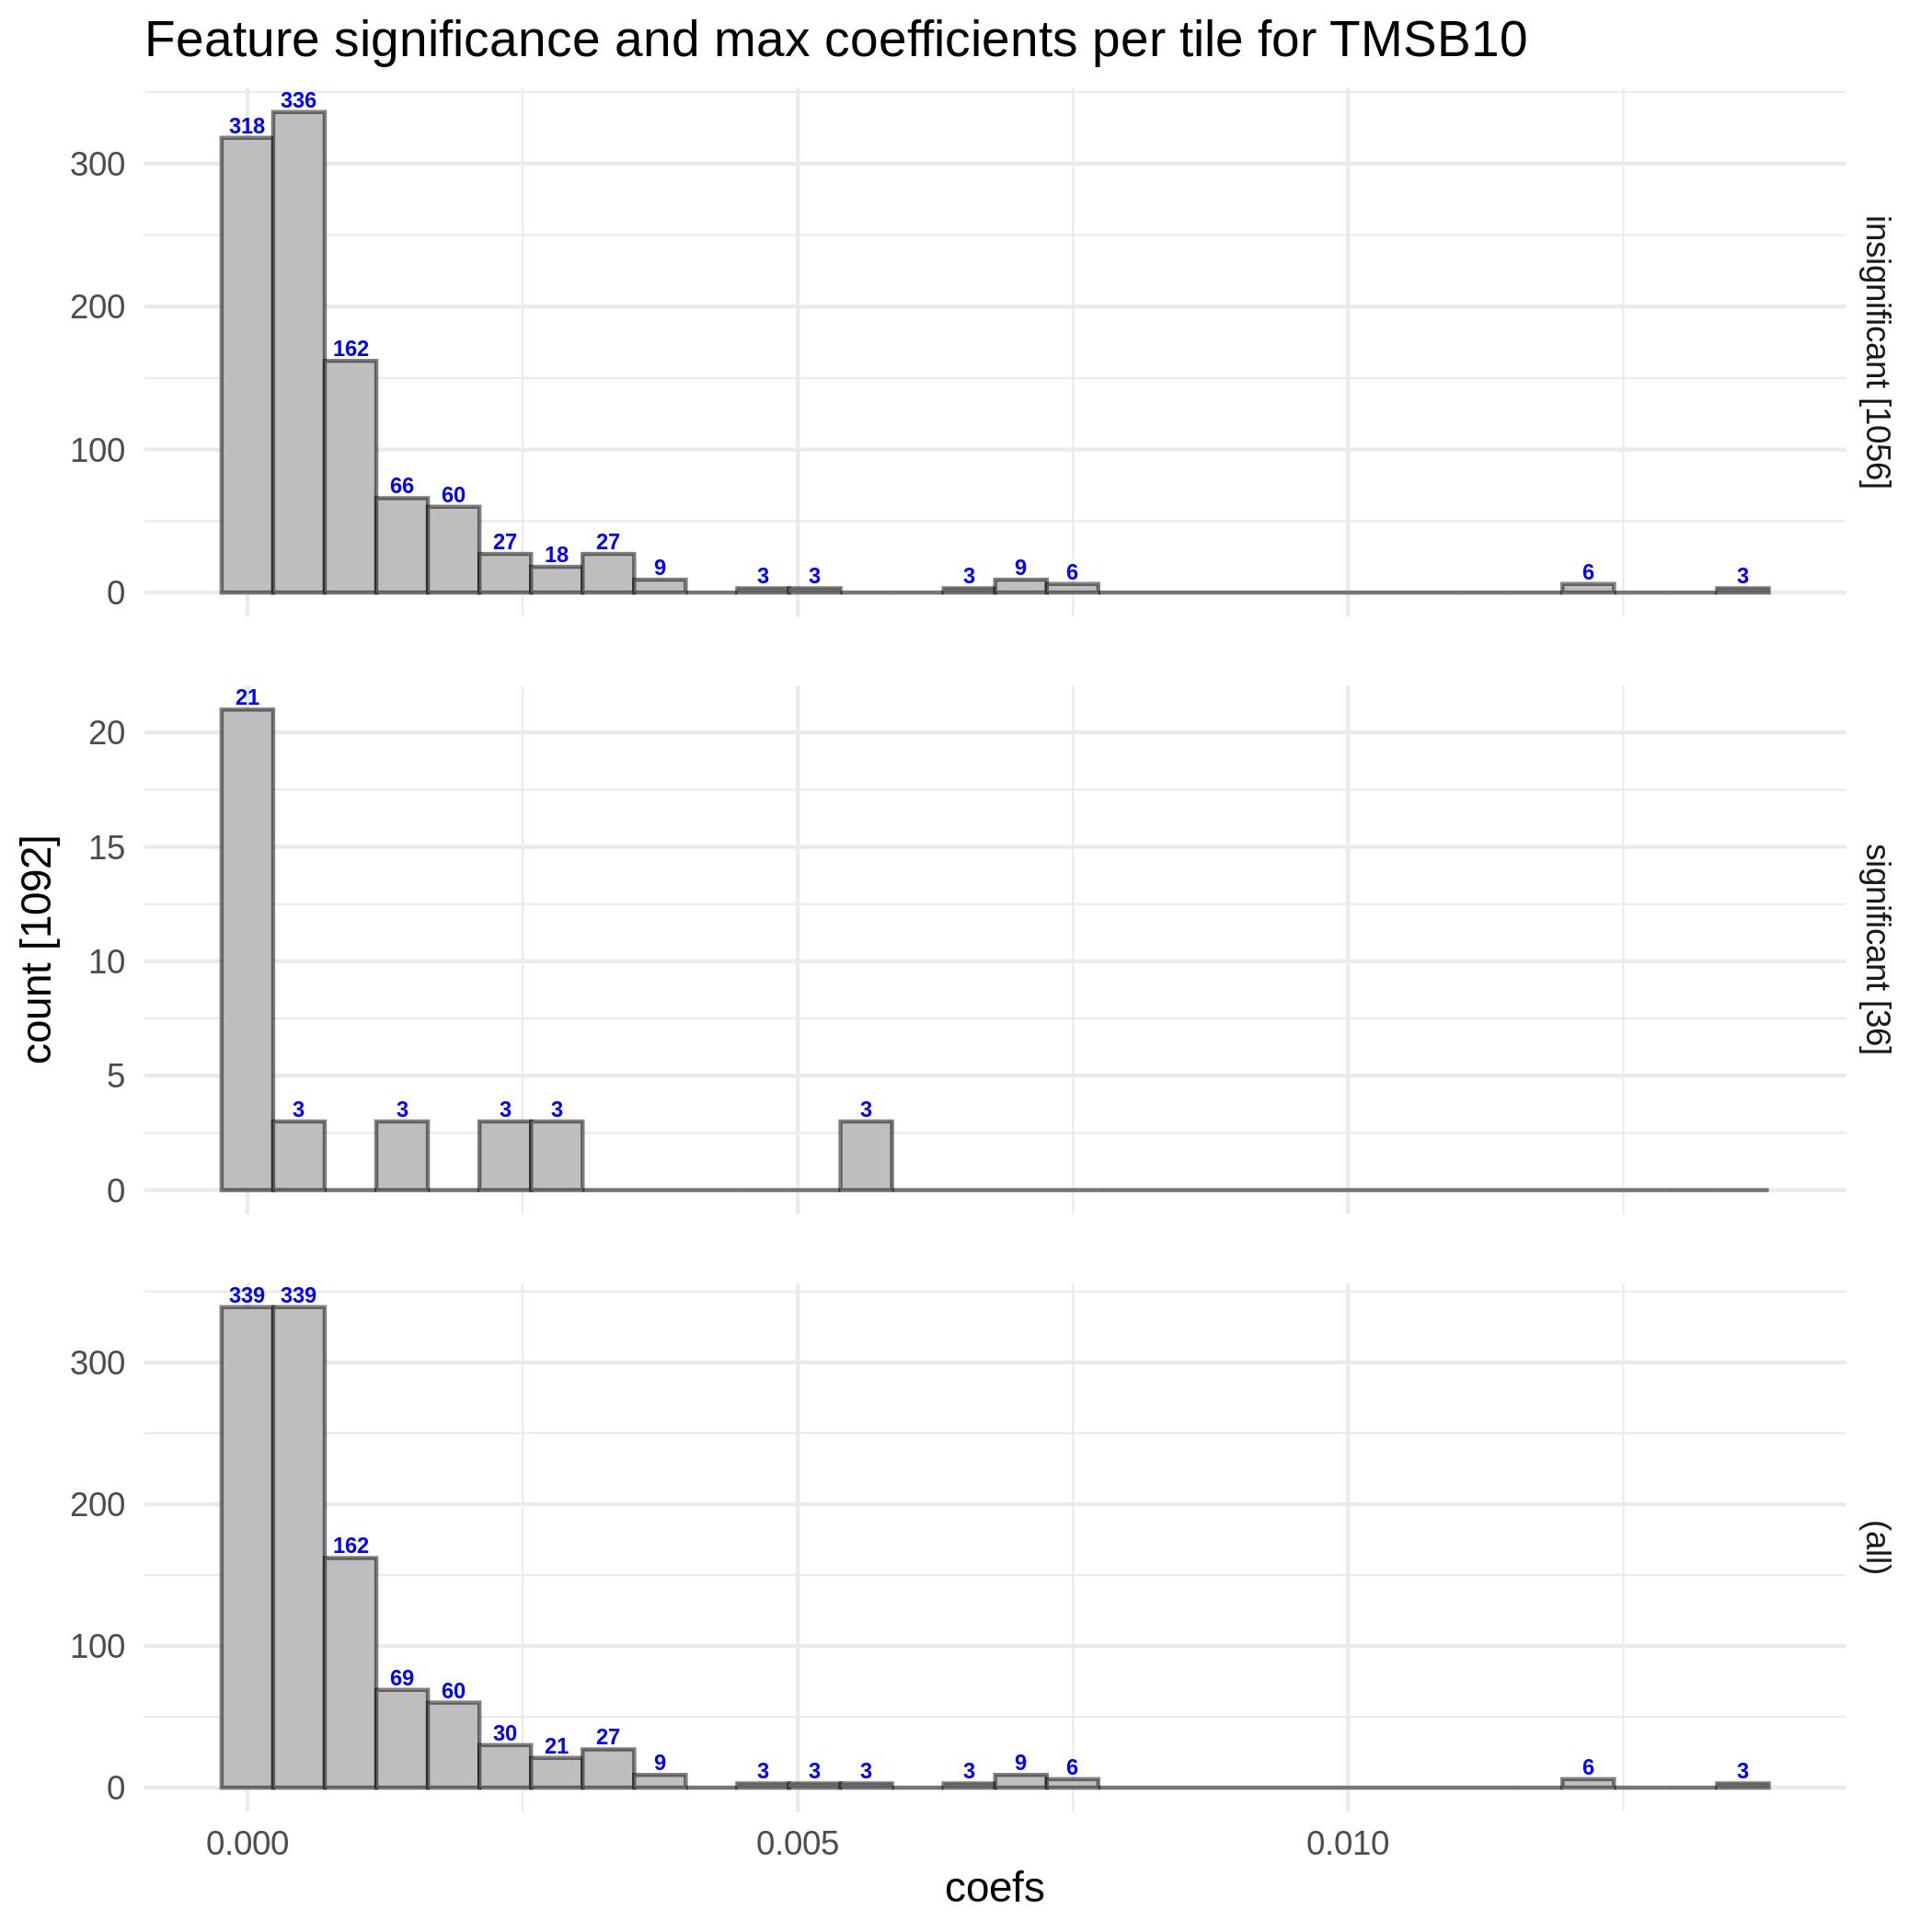 Feature significance and max coefficients per tile for TMSB10
318 336 162 66 60 27 18 27 9 3 3 3 9 6 6 3
300
200
100
0
insignificant [1056]
21 3 3 3 3 3
20
15
10
5
0
significant [36]
count [1092]
339 339 162 69 60 30 21 27 9 3 3 3 3 9 6 6 3
300
200
100
0
(all)
0.000 0.005 0.010
coefs